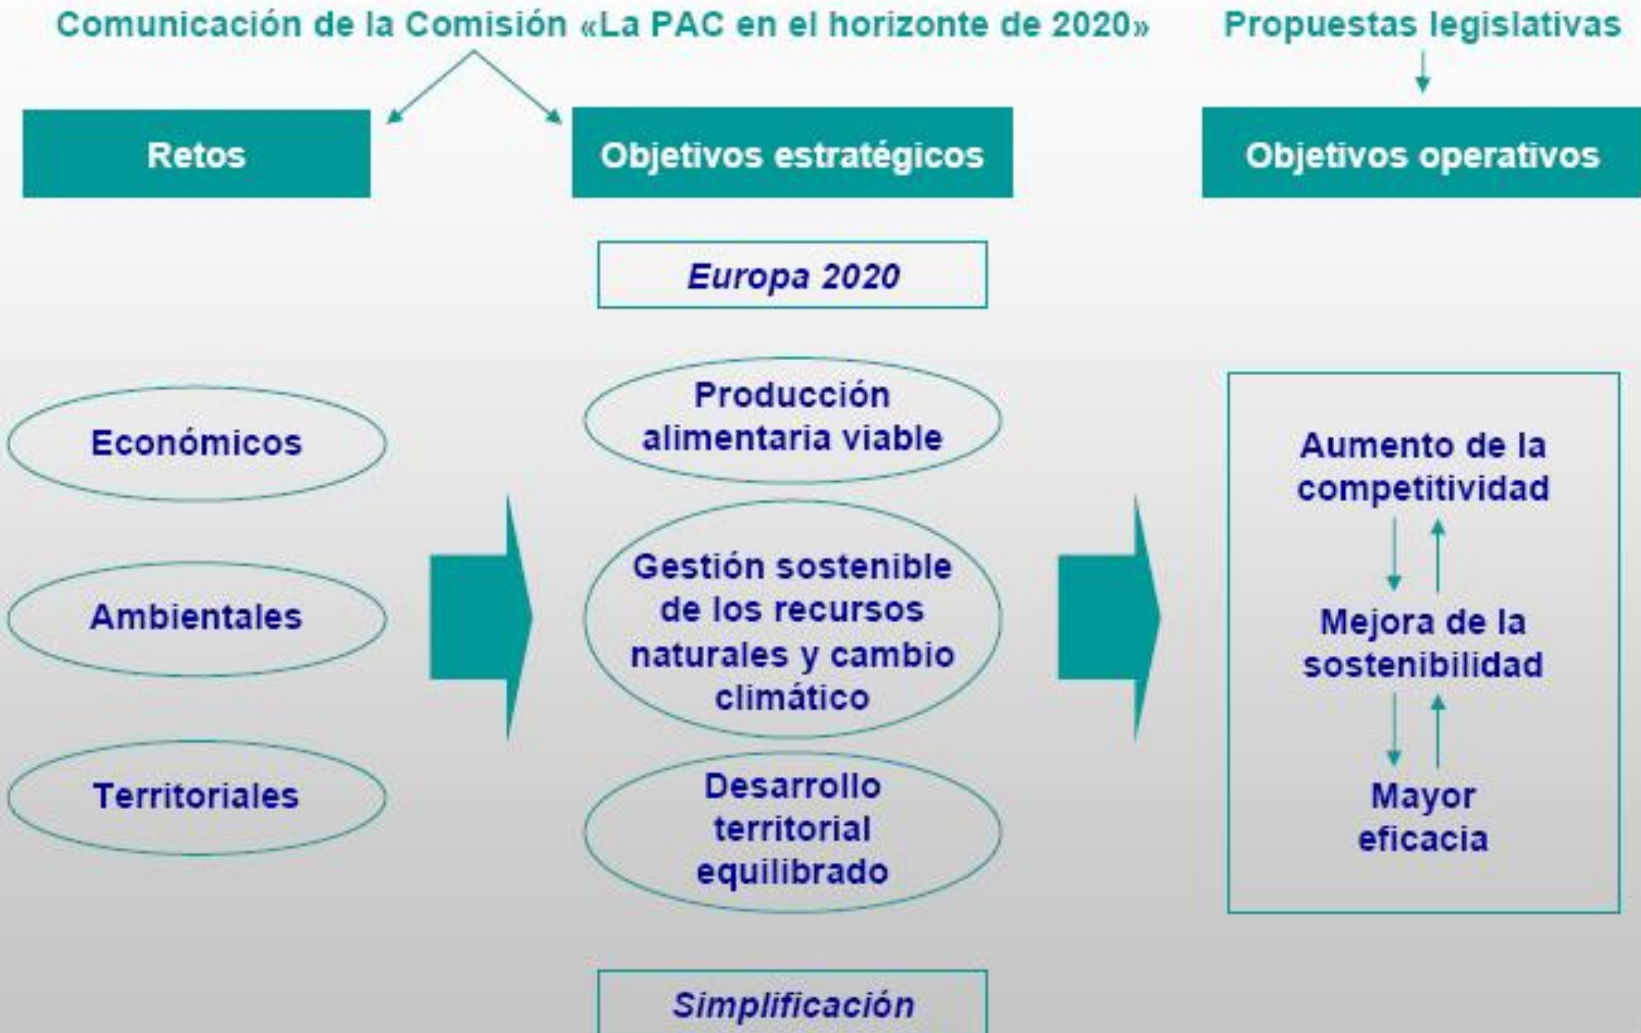 Comunicación de la Comisión «La PAC en el horizonte de 2020»
Propuestas legislativas
Retos
Objetivos estratégicos
Objetivos operativos
Europa 2020
Económicos
Ambientales
Territoriales
Producción
alimentaria viable
Gestión sostenible
de los recursos
naturales y cambio
climático
Desarrollo
territorial
equilibrado
Simplificación
Aumento de la
competitividad
Mejora de la
sostenibilidad
Mayor
eficacia